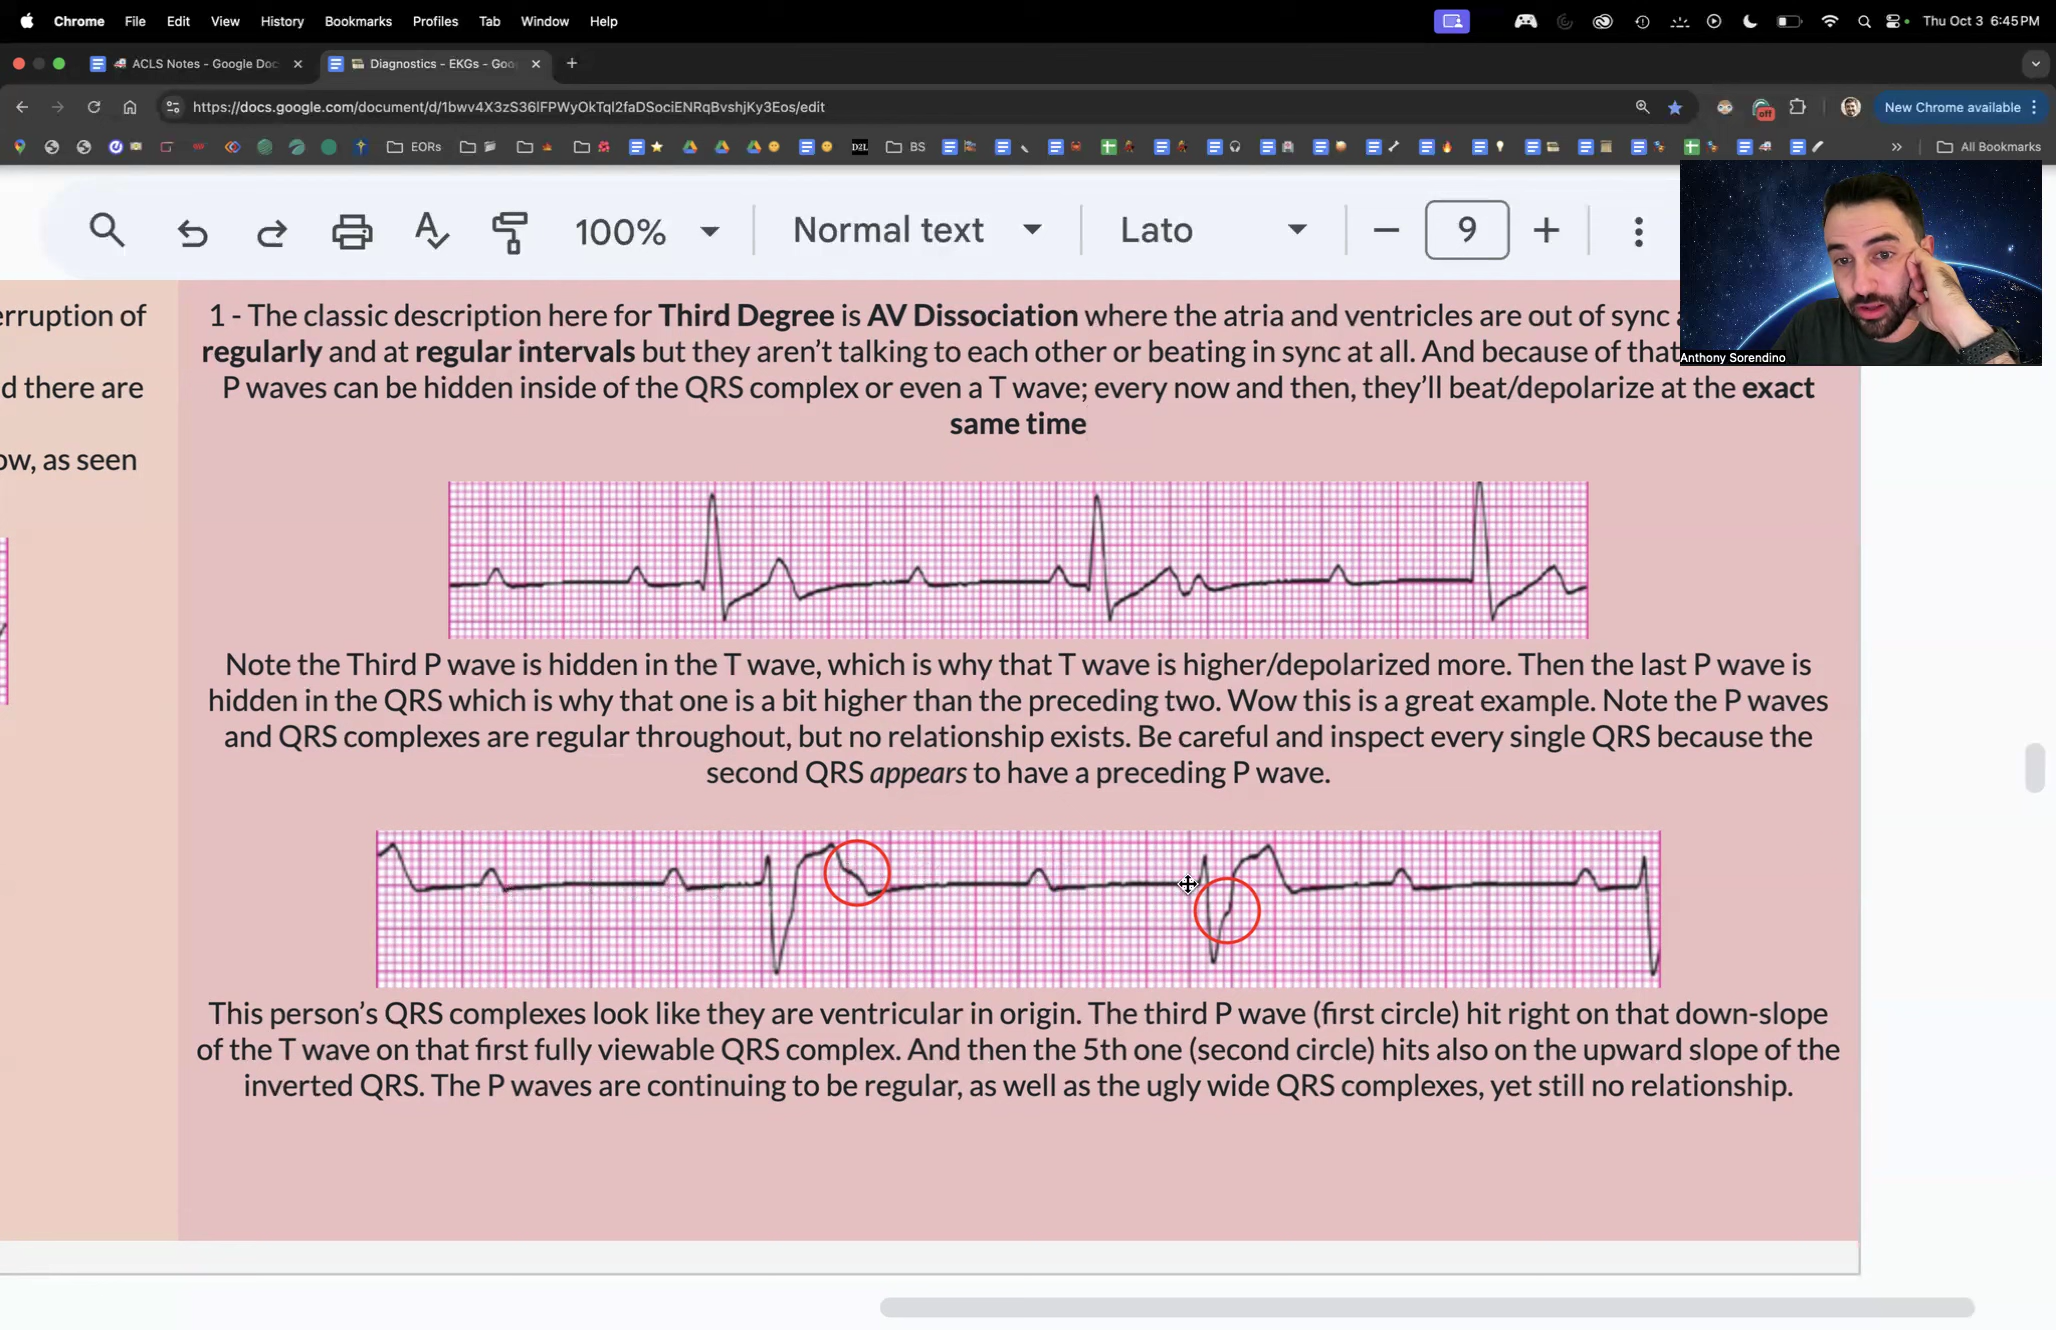 Chrome File Edit View History Bookmarks Profiles Tab Window Help Thu Oct 3 6:45 PM
ACLS Notes - Google Doc Diagnostics - EKGs - Goo
https://docs.google.com/document/d/1bwv4X3zS36lFPWyOkTqI2faDSociENRqBvshjKy3Eos/edit off New Chrome available
EORs D2L BS All Bookmarks
100% Normal text Lato 9
Anthony Sorendino
erruption of
d there are
ow, as seen
1 - The classic description here for Third Degree is AV Dissociation where the atria and ventricles are out of sync
regularly and at regular intervals but they aren't talking to each other or beating in sync at all. And because of that
P waves can be hidden inside of the QRS complex or even a T wave; every now and then, they'll beat/depolarize at the exact
same time
Note the Third P wave is hidden in the T wave, which is why that T wave is higher/depolarized more. Then the last P wave is
hidden in the QRS which is why that one is a bit higher than the preceding two. Wow this is a great example. Note the P waves
and QRS complexes are regular throughout, but no relationship exists. Be careful and inspect every single QRS because the
second QRS appears to have a preceding P wave.
This person's QRS complexes look like they are ventricular in origin. The third P wave (first circle) hit right on that down-slope
of the T wave on that first fully viewable QRS complex. And then the 5th one (second circle) hits also on the upward slope of the
inverted QRS. The P waves are continuing to be regular, as well as the ugly wide QRS complexes, yet still no relationship.